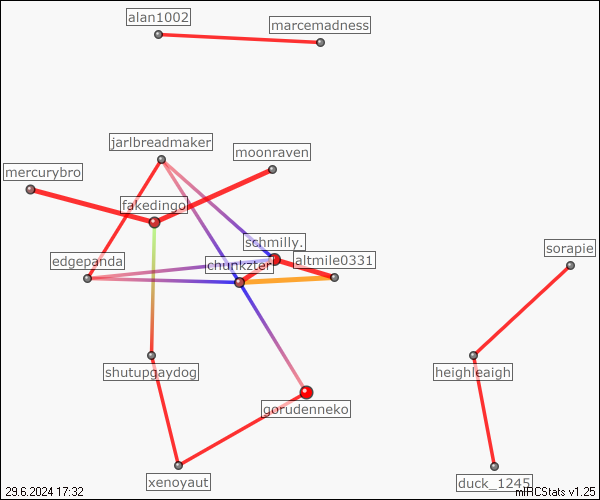 alan1002
marcemadness
jarlbreadmaker
moonraven
mercurybro
fakedingo
schmilly.
sorapie
edgepanda
chunkzter
altmile0331
shutupgaydog
heighleaigh
gorudenneko
xenoyaut
duck_1245
29.6.2024 17:32
mIRCStats v1.25